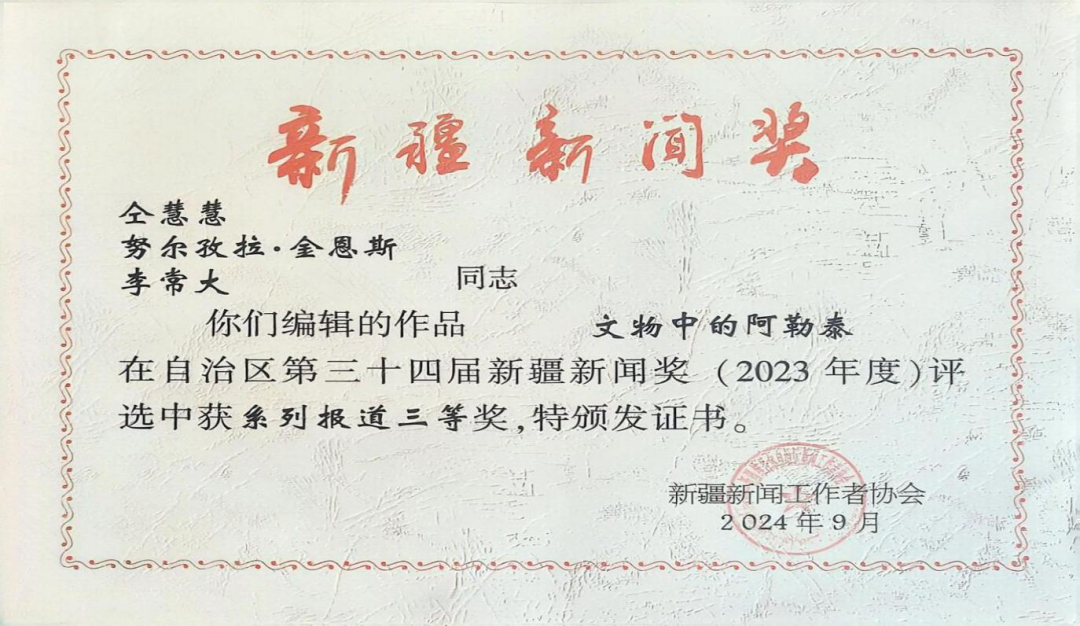 新疆新闻奖
仝慧慧
努尔孜拉·金恩斯
李常大 同志
你们编辑的作品 文物中的阿勒泰
在自治区第三十四届新疆新闻奖（2023 年度）评
选中获系列报道三等奖，特颁发证书。
新疆新闻工作者协会
2024年9月